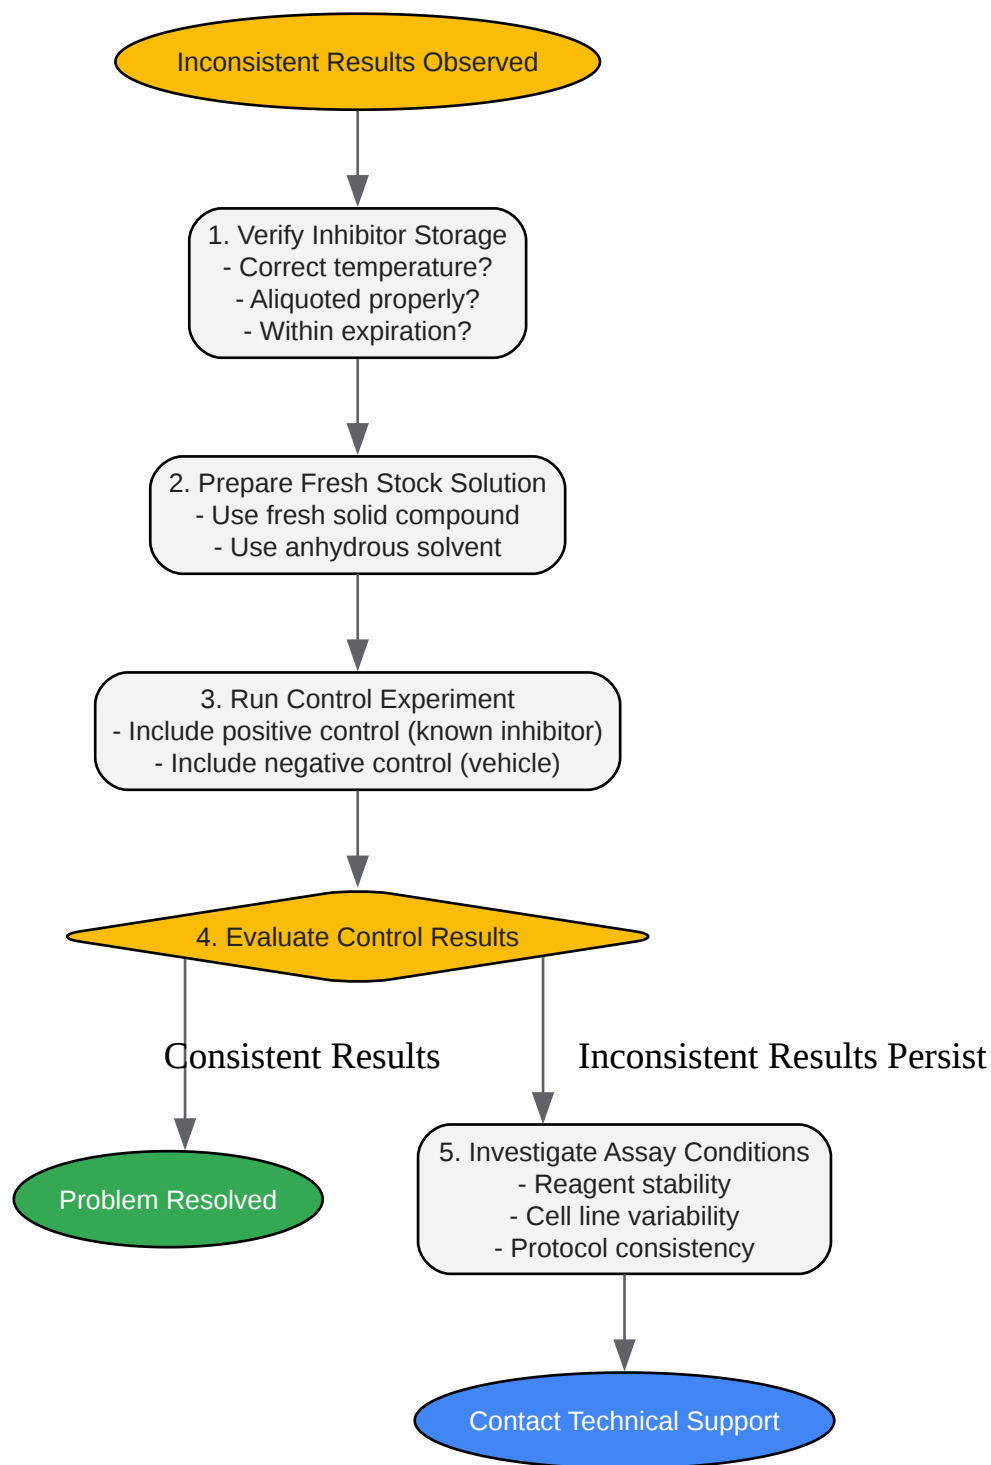 Inconsistent Results Observed
1. Verify Inhibitor Storage
- Correct temperature?
- Aliquoted properly?
- Within expiration?
2. Prepare Fresh Stock Solution
- Use fresh solid compound
- Use anhydrous solvent
3. Run Control Experiment
- Include positive control (known inhibitor)
- Include negative control (vehicle)
4. Evaluate Control Results
Consistent Results
Inconsistent Results Persist
Problem Resolved
5. Investigate Assay Conditions
- Reagent stability
- Cell line variability
- Protocol consistency
Contact Technical Support